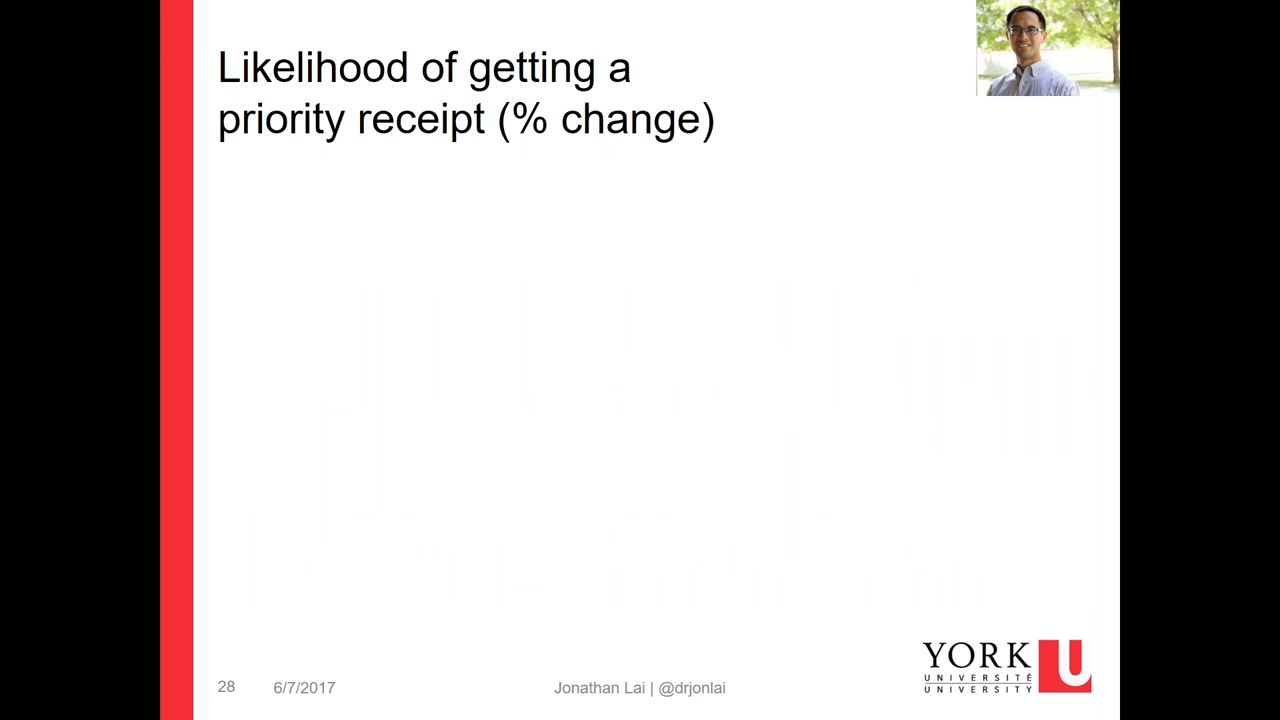 Likelihood of getting a
priority receipt (% change)
YORK
UNIVERSITÉ
UNIVERSITY
U
28
6/7/2017
Jonathan Lai | @drjonlai